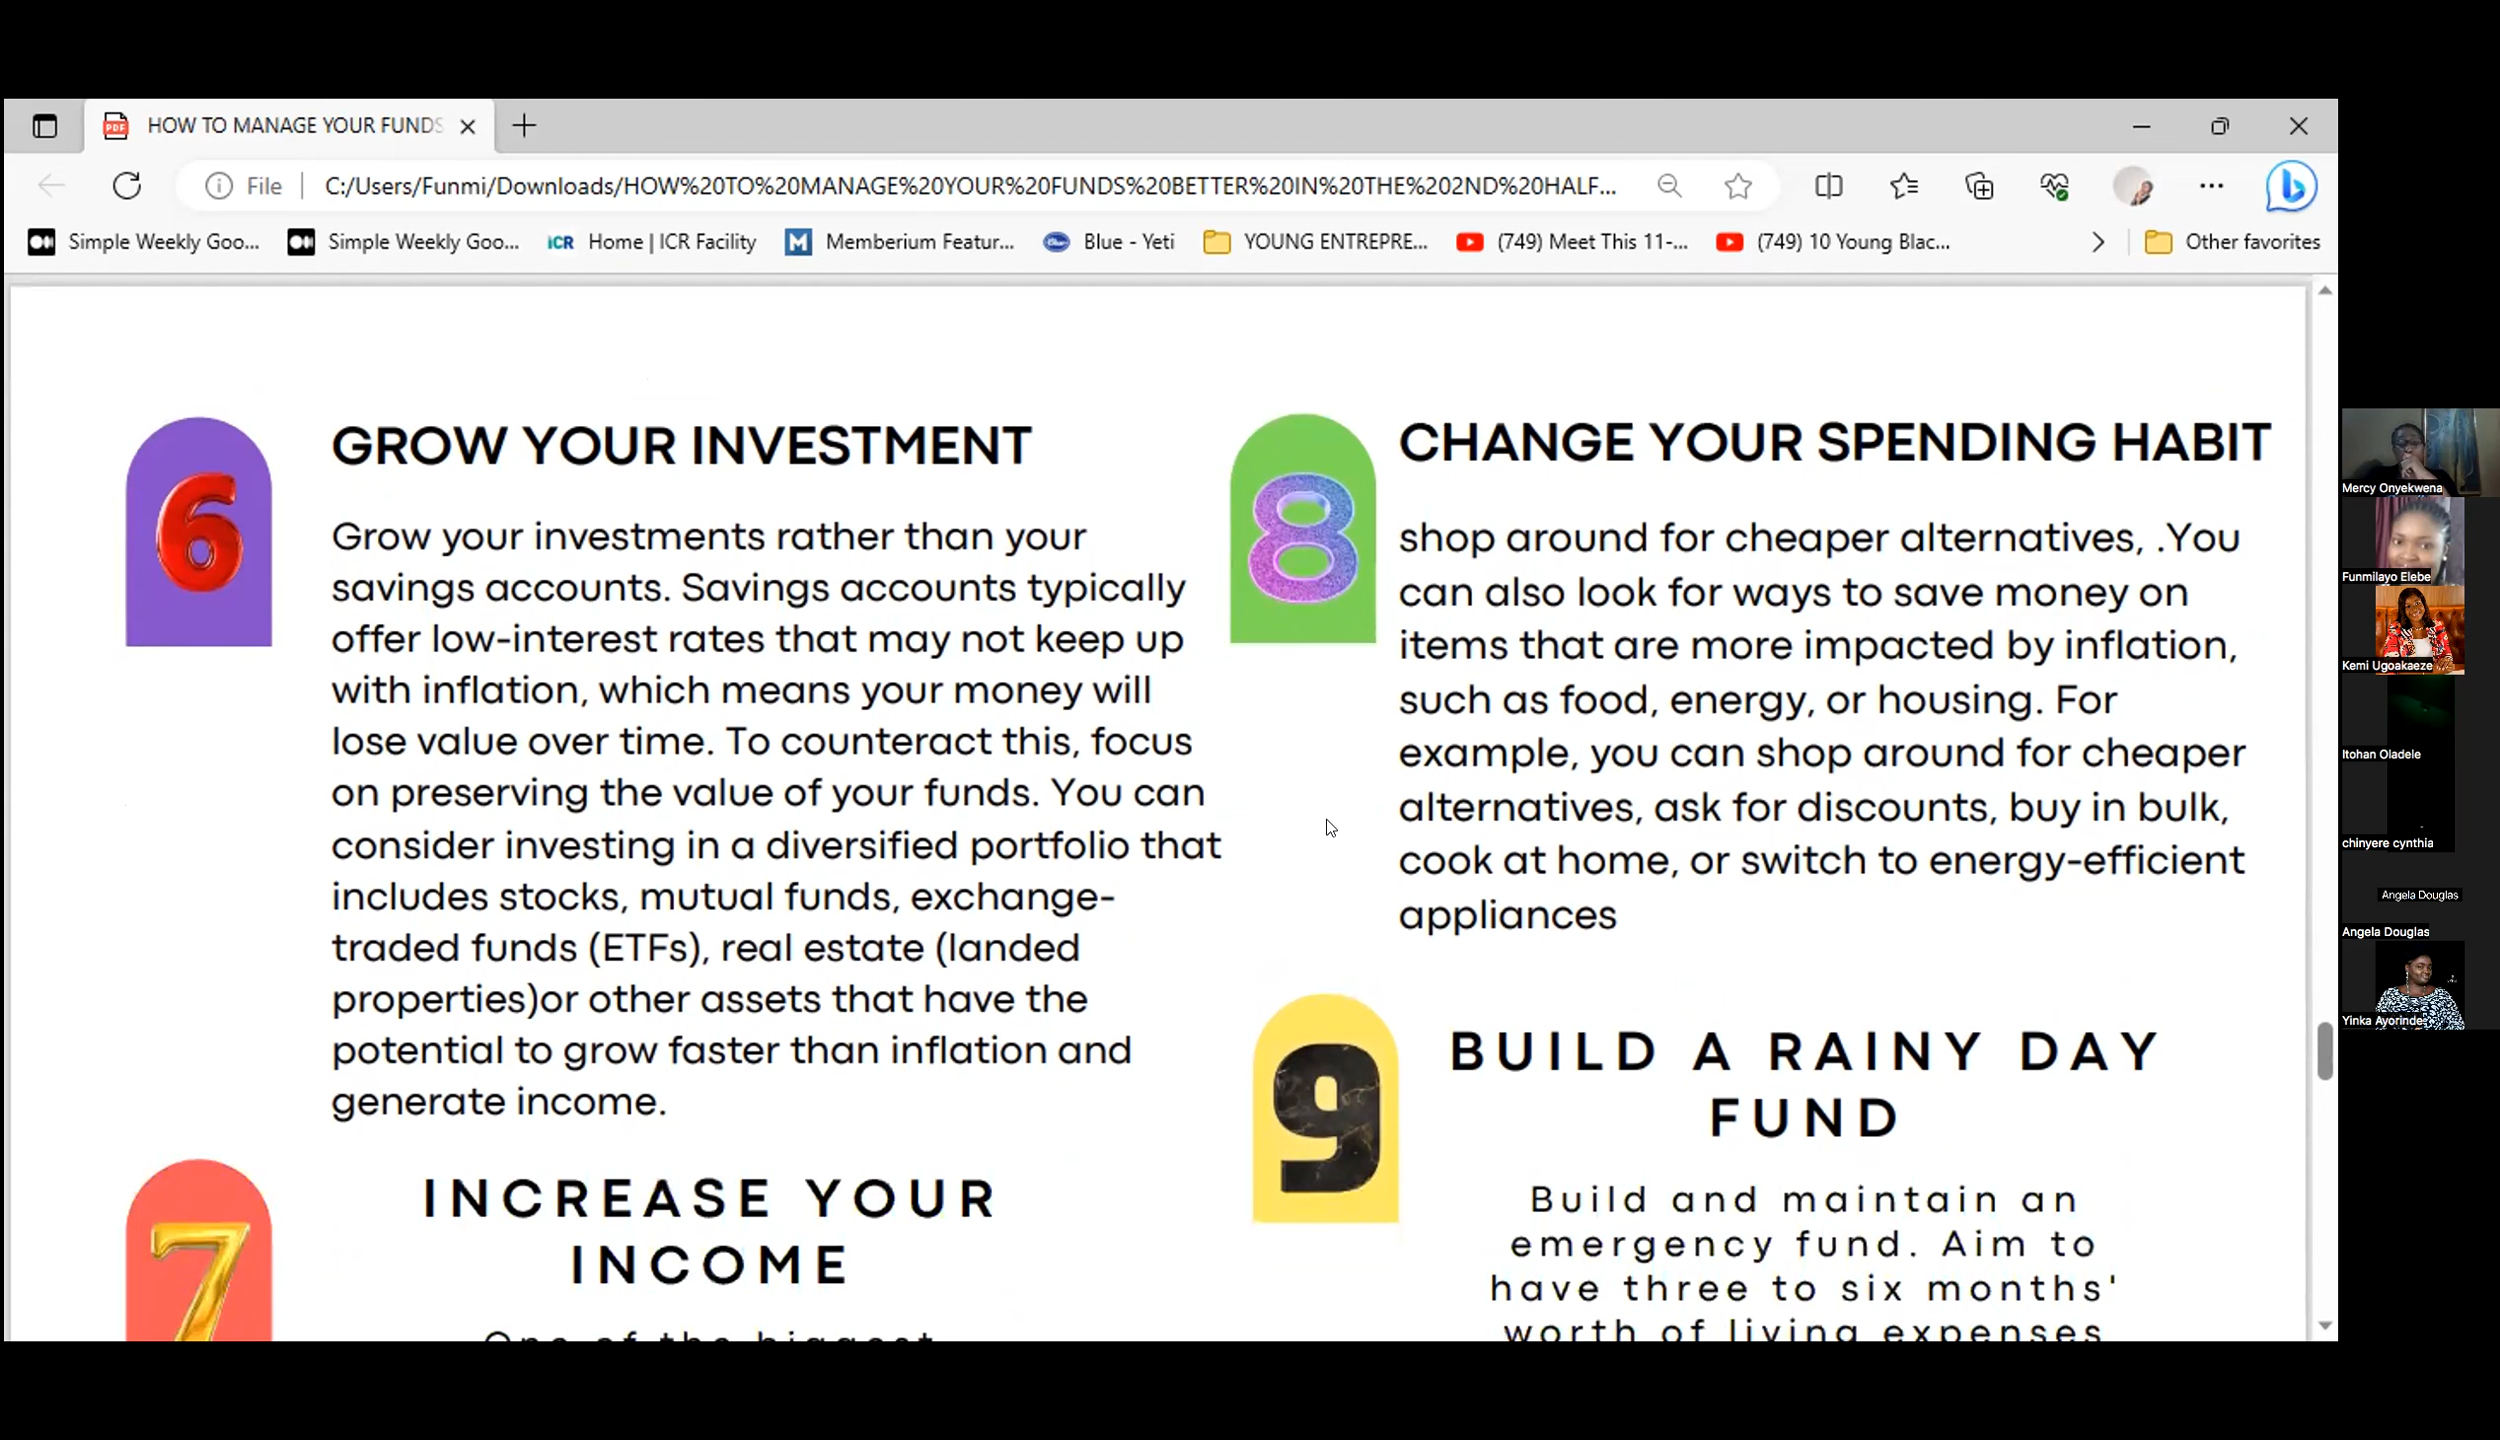 HOW TO MANAGE YOUR FUNDS
File
C:/Users/Funmi/Downloads/HOW%20TO%20MANAGE%20YOUR%20FUNDS%20BETTER%20IN%20THE%202ND%20HALF...
Simple Weekly Goo...
Simple Weekly Goo...
iCR Home | ICR Facility
M Memberium Featur...
Blue - Yeti
YOUNG ENTREPRE...
(749) Meet This 11-...
(749) 10 Young Blac...
Other favorites
6
GROW YOUR INVESTMENT
Grow your investments rather than your
savings accounts. Savings accounts typically
offer low-interest rates that may not keep up
with inflation, which means your money will
lose value over time. To counteract this, focus
on preserving the value of your funds. You can
consider investing in a diversified portfolio that
includes stocks, mutual funds, exchange-
traded funds (ETFs), real estate (landed
properties)or other assets that have the
potential to grow faster than inflation and
generate income.
7
INCREASE YOUR
INCOME
One of the biggest
8
CHANGE YOUR SPENDING HABIT
shop around for cheaper alternatives, .You
can also look for ways to save money on
items that are more impacted by inflation,
such as food, energy, or housing. For
example, you can shop around for cheaper
alternatives, ask for discounts, buy in bulk,
cook at home, or switch to energy-efficient
appliances
9
BUILD A RAINY DAY
FUND
Build and maintain an
emergency fund. Aim to
have three to six months'
worth of living expenses
Mercy Onyekwena
Funmilayo Elebe
Kemi Ugoakaeze
Itohan Oladele
chinyere cynthia
Angela Douglas
Angela Douglas
Yinka Ayorinde